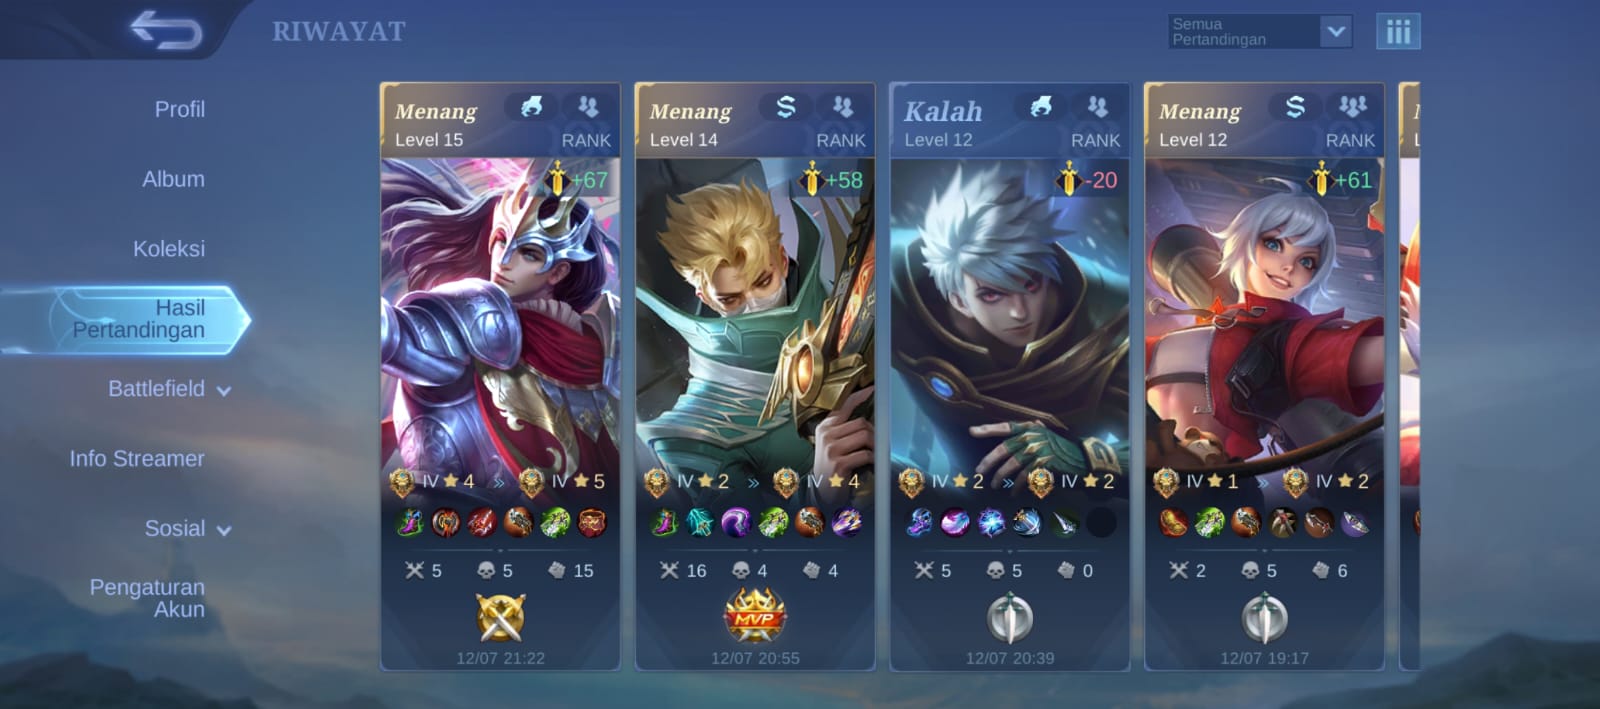 RIWAYAT
Semua
Pertandingan
Profil
Album
Koleksi
Hasil
Pertandingan
Battlefield
Info Streamer
Sosial
Pengaturan
Akun
Menang
Level 15
RANK
+67
IV 4 » IV 5
5 5 15
12/07 21:22
Menang
Level 14
RANK
+58
IV 2 » IV 4
16 4 4
MVP
12/07 20:55
Kalah
Level 12
RANK
-20
IV 2 » IV 2
5 5 0
12/07 20:39
Menang
Level 12
RANK
+61
IV 1 » IV 2
2 5 6
12/07 19:17